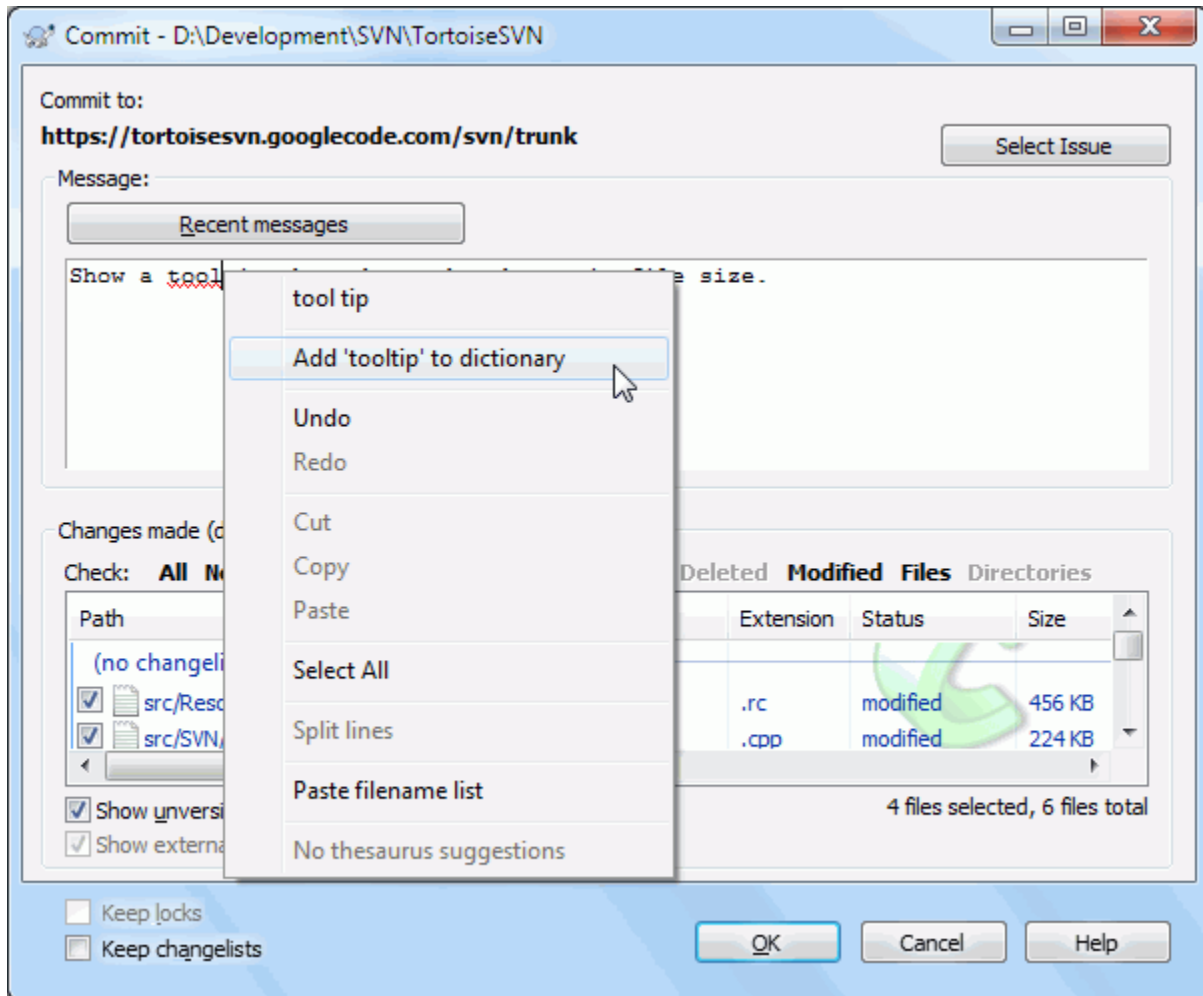 Commit - D:\Development\SVN\TortoiseSVN
Commit to:
https://tortoisesvn.googlecode.com/svn/trunk
Select Issue
Message:
Recent messages
Show a tool size.
tool tip
Add 'tooltip' to dictionary
Undo
Redo
Cut
Copy
Paste
Select All
Split lines
Paste filename list
No thesaurus suggestions
Changes made (d
Check: All Deleted Modified Files Directories
Path Extension Status Size
(no changeli
src/Reso .rc modified 456 KB
src/SVN/ .cpp modified 224 KB
Show unversi 4 files selected, 6 files total
Show externa
Keep locks
Keep changelists
OK Cancel Help